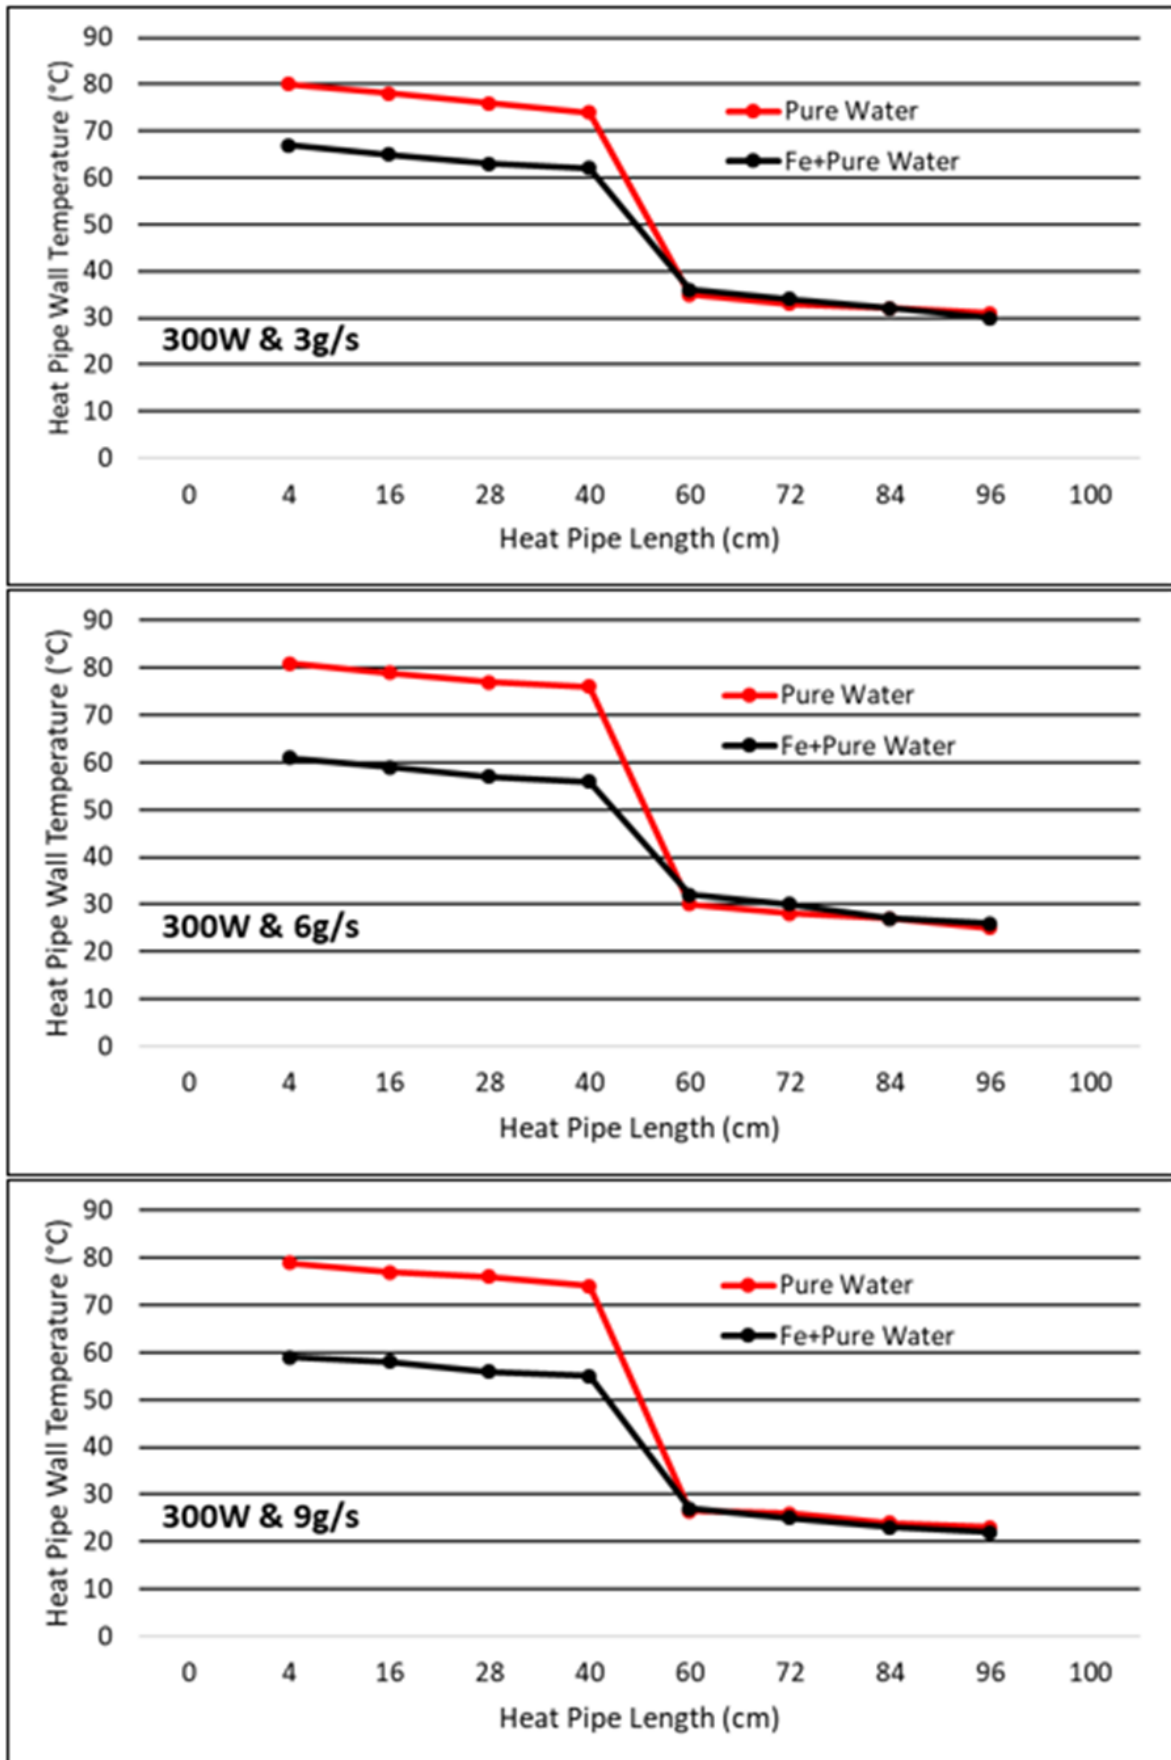 Heat Pipe Wall Temperature (°C)
90
80
70
60
50
40
30
20
10
0
Pure Water
Fe+Pure Water
300W & 3g/s
0 4 16 28 40 60 72 84 96 100
Heat Pipe Length (cm)
Heat Pipe Wall Temperature (°C)
90
80
70
60
50
40
30
20
10
0
Pure Water
Fe+Pure Water
300W & 6g/s
0 4 16 28 40 60 72 84 96 100
Heat Pipe Length (cm)
Heat Pipe Wall Temperature (°C)
90
80
70
60
50
40
30
20
10
0
Pure Water
Fe+Pure Water
300W & 9g/s
0 4 16 28 40 60 72 84 96 100
Heat Pipe Length (cm)